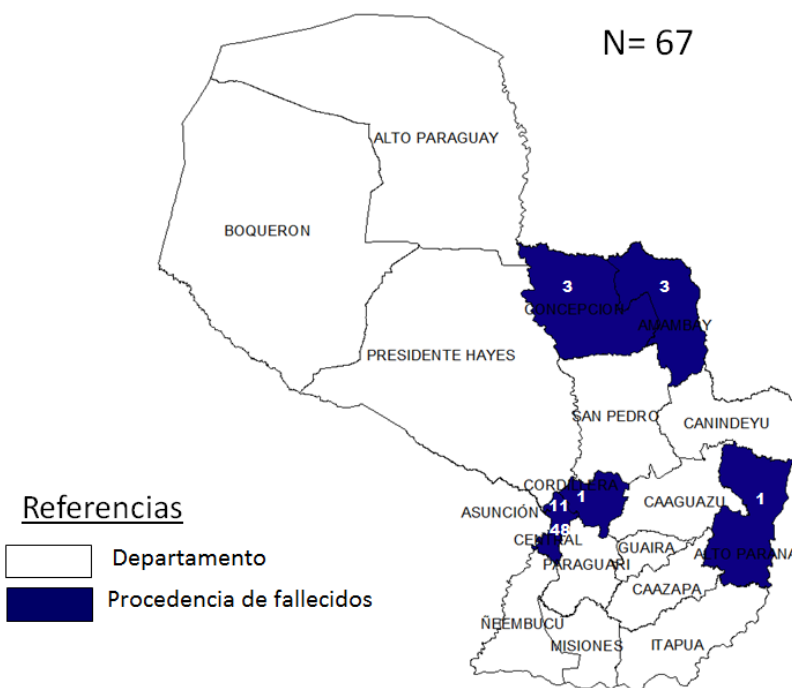 N= 67
ALTO PARAGUAY
BOQUERON
3
3
CONCEPCION
AMAMBAY
PRESIDENTE HAYES
SAN PEDRO
CANINDEYU
CORDILLERA
1
11
ASUNCIÓN
CAAGUAZU
1
48
CENTRAL
GUAIRA
ALTO PARANA
PARAGUARI
CAAZAPA
ÑEEMBUCU
MISIONES
ITAPUA
Referencias
Departamento
Procedencia de fallecidos